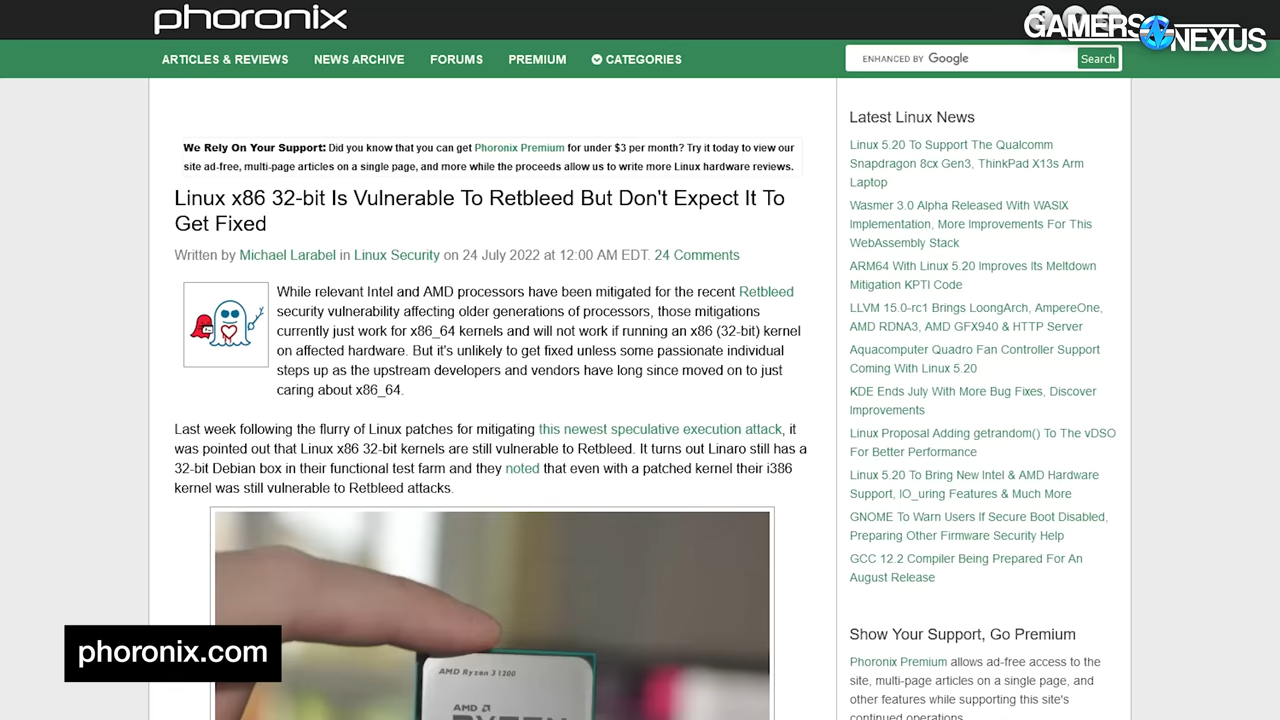 phoronix
GAMERS NEXUS
ARTICLES & REVIEWS NEWS ARCHIVE FORUMS PREMIUM CATEGORIES
ENHANCED BY Google Search
We Rely On Your Support: Did you know that you can get Phoronix Premium for under $3 per month? Try it today to view our
site ad-free, multi-page articles on a single page, and more while the proceeds allow us to write more Linux hardware reviews.
Linux x86 32-bit Is Vulnerable To Retbleed But Don't Expect It To
Get Fixed
Written by Michael Larabel in Linux Security on 24 July 2022 at 12:00 AM EDT. 24 Comments
While relevant Intel and AMD processors have been mitigated for the recent Retbleed
security vulnerability affecting older generations of processors, those mitigations
currently just work for x86_64 kernels and will not work if running an x86 (32-bit) kernel
on affected hardware. But it's unlikely to get fixed unless some passionate individual
steps up as the upstream developers and vendors have long since moved on to just
caring about x86_64.
Last week following the flurry of Linux patches for mitigating this newest speculative execution attack, it
was pointed out that Linux x86 32-bit kernels are still vulnerable to Retbleed. It turns out Linaro still has a
32-bit Debian box in their functional test farm and they noted that even with a patched kernel their i386
kernel was still vulnerable to Retbleed attacks.
AMD Ryzen 3 1200
AMD
RYZEN
phoronix.com
Latest Linux News
Linux 5.20 To Support The Qualcomm
Snapdragon 8cx Gen3, ThinkPad X13s Arm
Laptop
Wasmer 3.0 Alpha Released With WASIX
Implementation, More Improvements For This
WebAssembly Stack
ARM64 With Linux 5.20 Improves Its Meltdown
Mitigation KPTI Code
LLVM 15.0-rc1 Brings LoongArch, AmpereOne,
AMD RDNA3, AMD GFX940 & HTTP Server
Aquacomputer Quadro Fan Controller Support
Coming With Linux 5.20
KDE Ends July With More Bug Fixes, Discover
Improvements
Linux Proposal Adding getrandom() To The vDSO
For Better Performance
Linux 5.20 To Bring New Intel & AMD Hardware
Support, IO_uring Features & Much More
GNOME To Warn Users If Secure Boot Disabled,
Preparing Other Firmware Security Help
GCC 12.2 Compiler Being Prepared For An
August Release
Show Your Support, Go Premium
Phoronix Premium allows ad-free access to the
site, multi-page articles on a single page, and
other features while supporting this site's
continued operations.